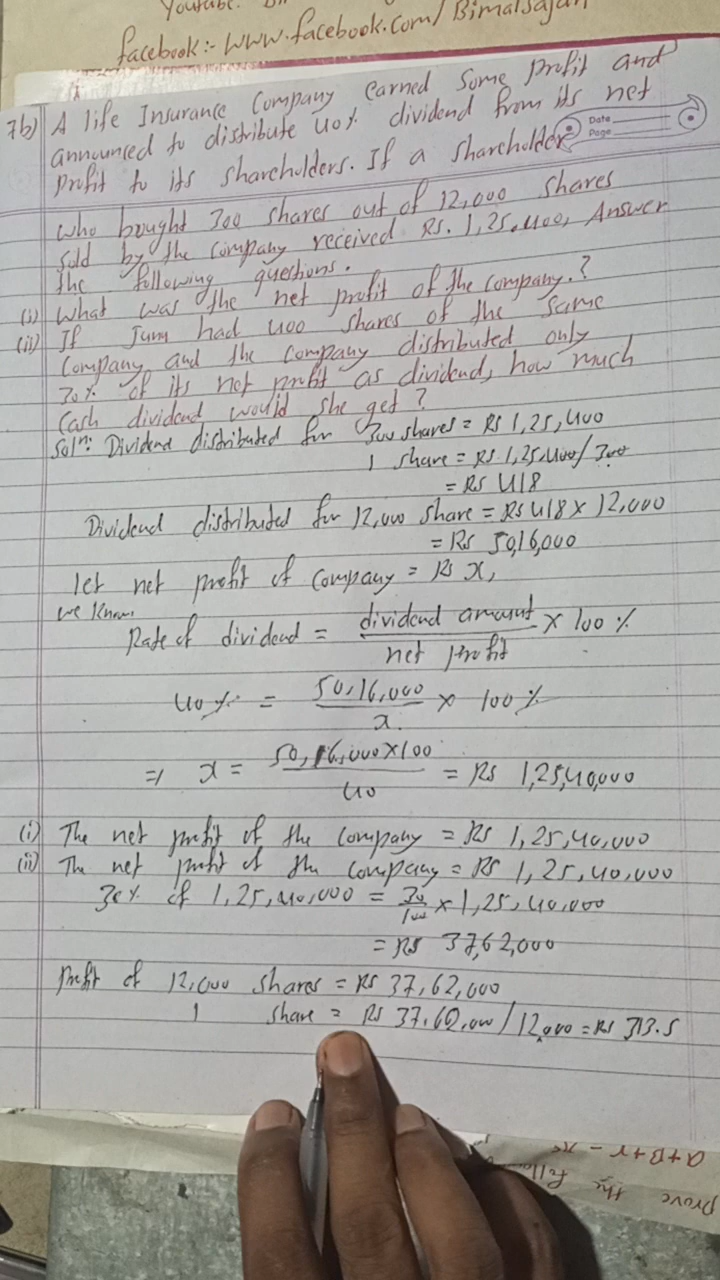 Youtube:
facebook:- www.facebook.com/Bimalsajan
7b) A life Insurance Company earned some profit and
announced to distribute 40% dividend from its net
profit to its shareholders. If a shareholder
Date
Page
who bought 300 shares out of 12,000 shares
sold by the company received Rs. 1,25,400, Answer
the following questions.
(i) What was the net profit of the company.?
(ii) If had 400 shares of the same
company and the company distributed only
30% of its net profit as dividend, how much
cash dividend would she get?
Solⁿ: Dividend distributed for 300 shares = Rs 1,25,400
1 share = Rs 1,25,400/300
= Rs 418
Dividend distributed for 12,000 share = Rs 418 × 12,000
= Rs 50,16,000
let net profit of company = Rs x,
we know.
Rate of dividend = dividend amount / net profit × 100%
40% = 50,16,000 / x × 100%
⇒ x = 50,16,000×100 / 40 = Rs 1,25,40,000
(i) The net profit of the company = Rs 1,25,40,000
(ii) The net profit of the company = Rs 1,25,40,000
30% of 1,25,40,000 = 30/100 × 1,25,40,000
= Rs 37,62,000
Profit of 12,000 shares = Rs 37,62,000
1 share = Rs 37,62,000/12,000 = Rs 313.5
prove the